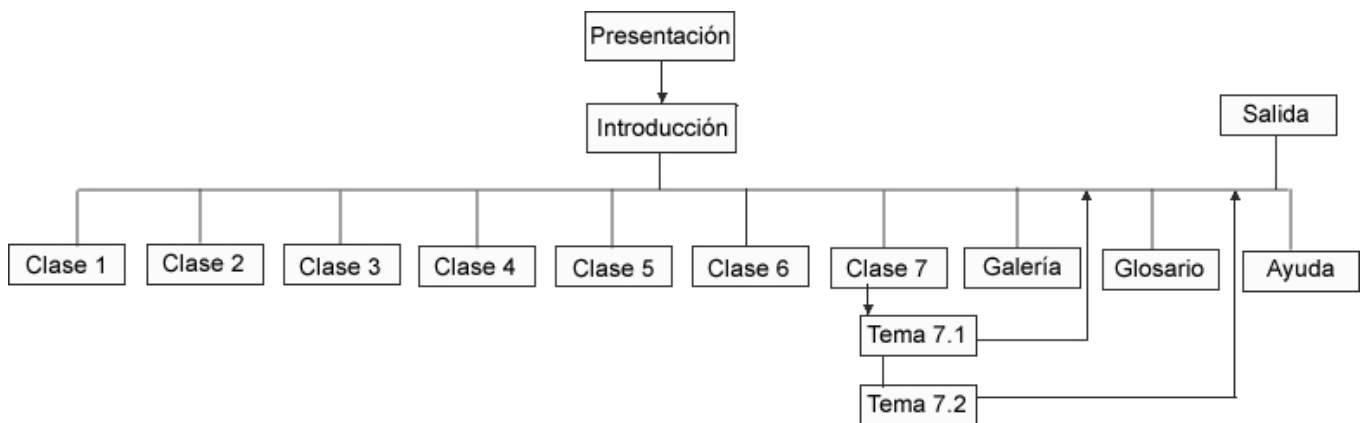 Presentación
Introducción
Salida
Clase 1
Clase 2
Clase 3
Clase 4
Clase 5
Clase 6
Clase 7
Galería
Glosario
Ayuda
Tema 7.1
Tema 7.2